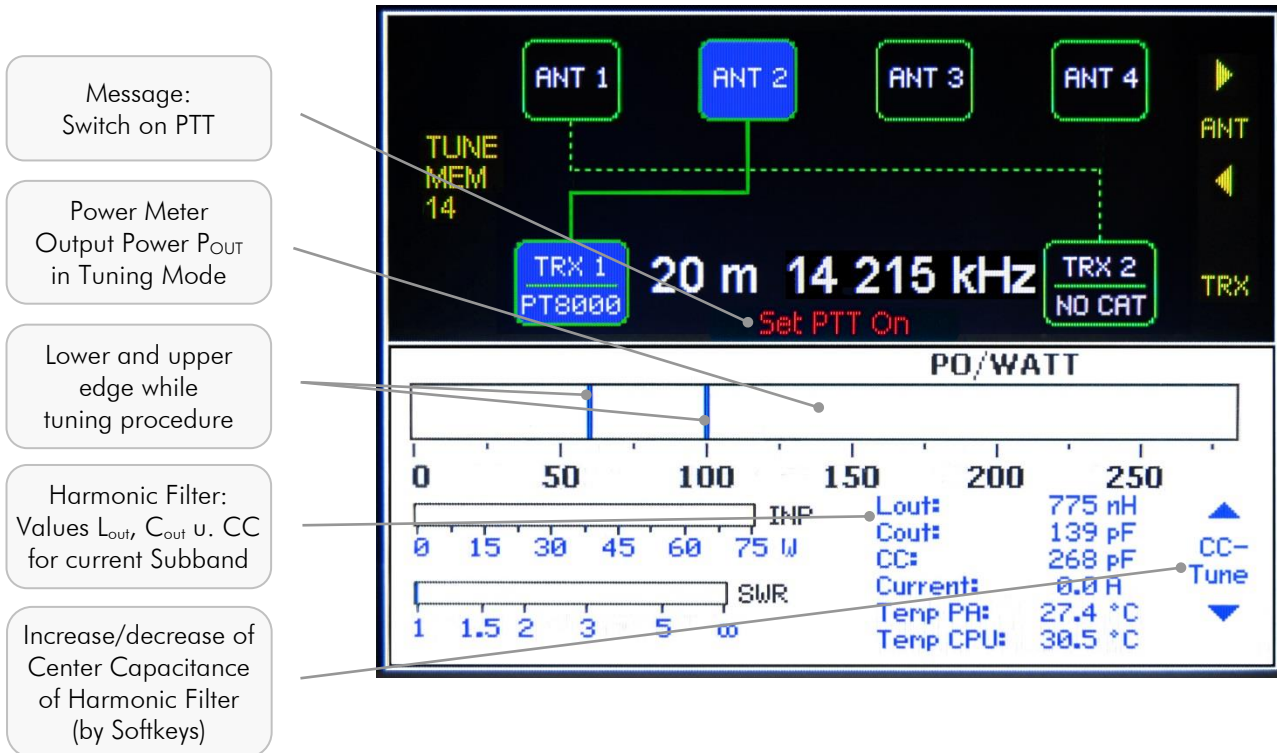 Message:
Switch on PTT
Power Meter
Output Power POUT
in Tuning Mode
Lower and upper
edge while
tuning procedure
Harmonic Filter:
Values Lout, Cout u. CC
for current Subband
Increase/decrease of
Center Capacitance
of Harmonic Filter
(by Softkeys)
ANT 1 ANT 2 ANT 3 ANT 4
ANT
TUNE
MEM
14
TRX 1
PT8000
20 m 14 215 kHz
TRX 2
NO CAT
TRX
Set PTT On
PO/WATT
0 50 100 150 200 250
INP
0 15 30 45 60 75 W
SWR
1 1.5 2 3 5 ∞
Lout: 775 nH
Cout: 139 pF
CC: 268 pF
Current: 0.0 A
Temp PA: 27.4 °C
Temp CPU: 30.5 °C
CC-
Tune